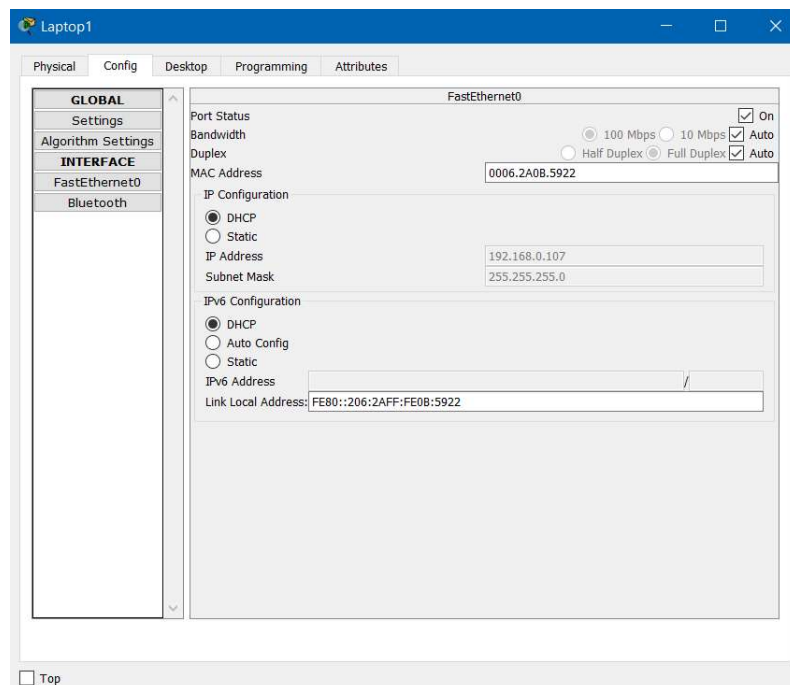 Laptop1
Physical Config Desktop Programming Attributes
GLOBAL
Settings
Algorithm Settings
INTERFACE
FastEthernet0
Bluetooth
FastEthernet0
Port Status On
Bandwidth 100 Mbps 10 Mbps Auto
Duplex Half Duplex Full Duplex Auto
MAC Address 0006.2A0B.5922
IP Configuration
DHCP
Static
IP Address 192.168.0.107
Subnet Mask 255.255.255.0
IPv6 Configuration
DHCP
Auto Config
Static
IPv6 Address /
Link Local Address: FE80::206:2AFF:FE0B:5922
Top